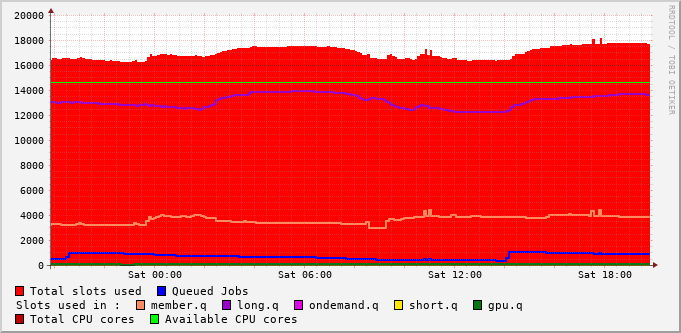 20000
18000
16000
14000
12000
10000
8000
6000
4000
2000
0
Sat 00:00 Sat 06:00 Sat 12:00 Sat 18:00
RRDTOOL / TOBI OETIKER
Total slots used Queued Jobs
Slots used in : member.q long.q ondemand.q short.q gpu.q
Total CPU cores Available CPU cores